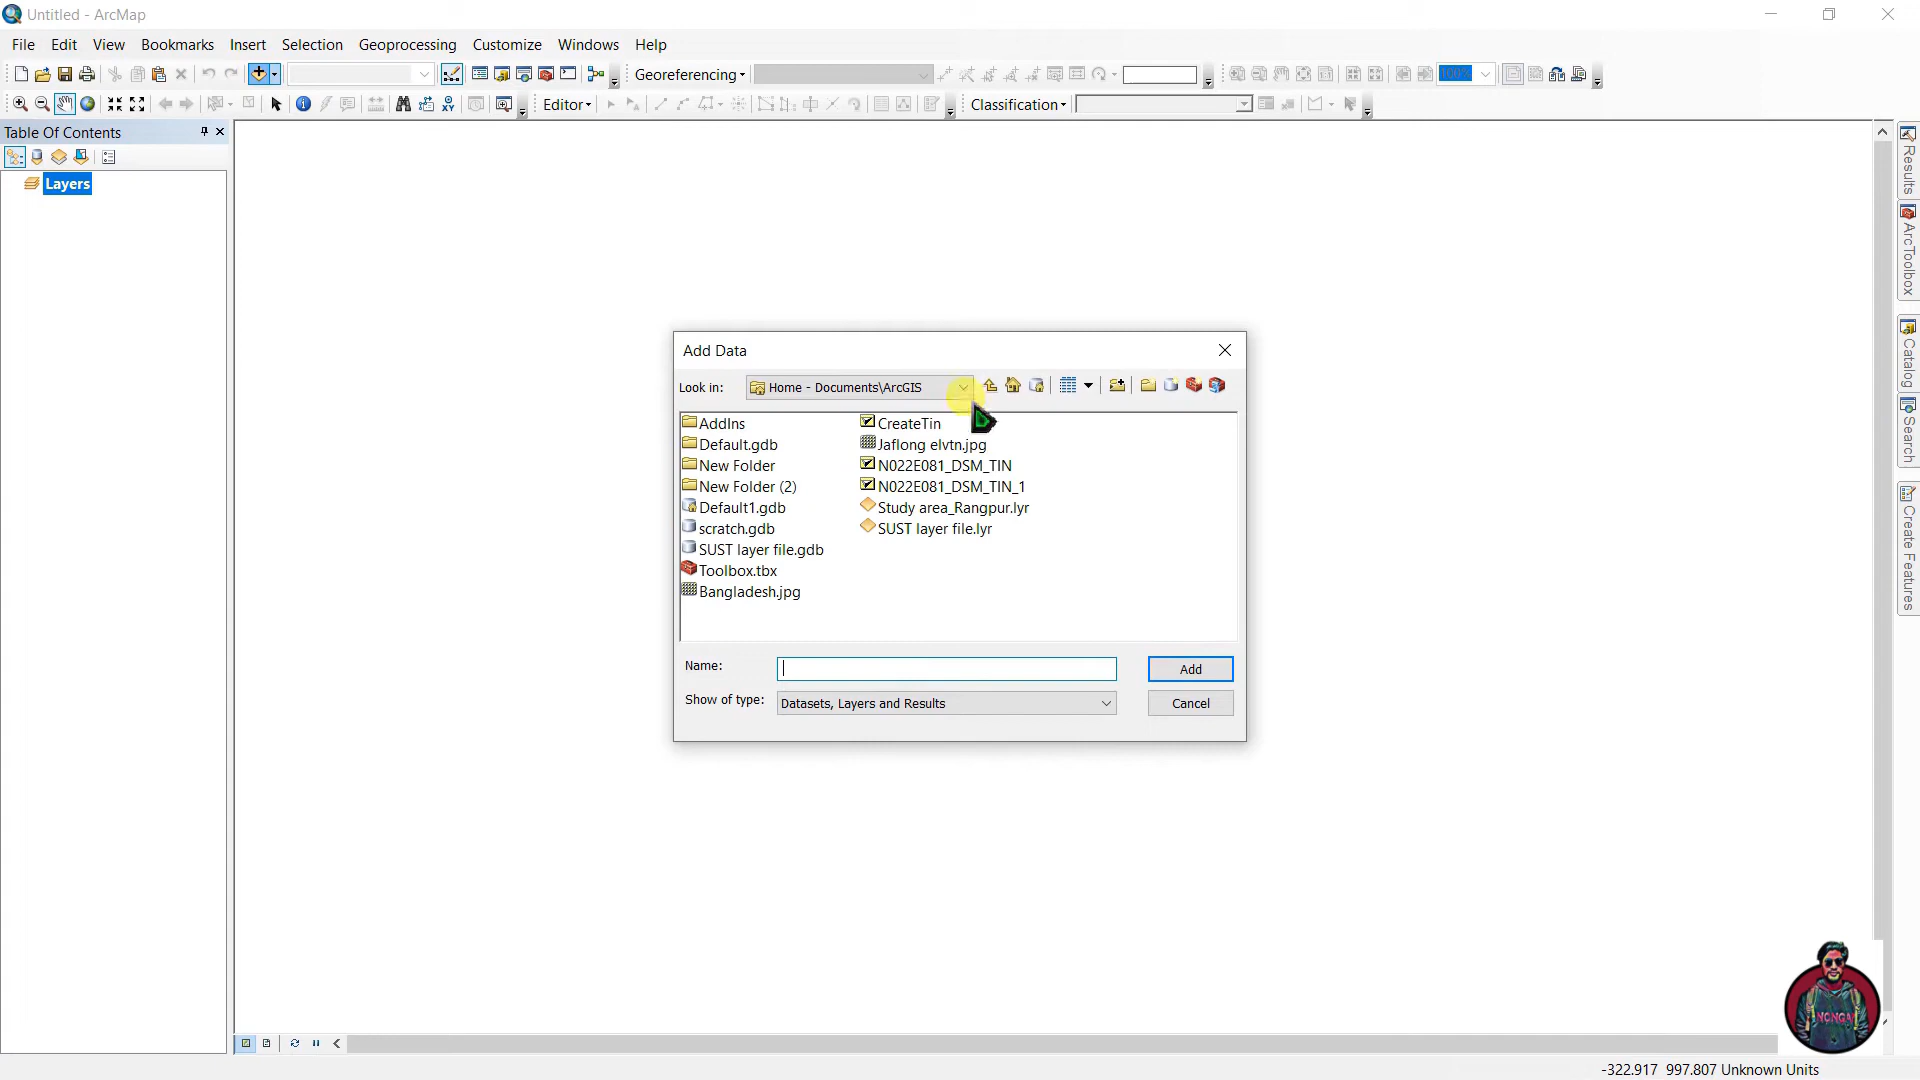 Untitled - ArcMap
File Edit View Bookmarks Insert Selection Geoprocessing Customize Windows Help
Georeferencing 100%
Editor Classification
Table Of Contents
Layers
Add Data
Look in: Home - Documents\ArcGIS
AddIns
Default.gdb
New Folder
New Folder (2)
Default1.gdb
scratch.gdb
SUST layer file.gdb
Toolbox.tbx
Bangladesh.jpg
CreateTin
Jaflong elvtn.jpg
N022E081_DSM_TIN
N022E081_DSM_TIN_1
Study area_Rangpur.lyr
SUST layer file.lyr
Name: Add
Show of type: Datasets, Layers and Results Cancel
Results
ArcToolbox
Catalog
Search
Create Features
NONGAR
-322.917 997.807 Unknown Units